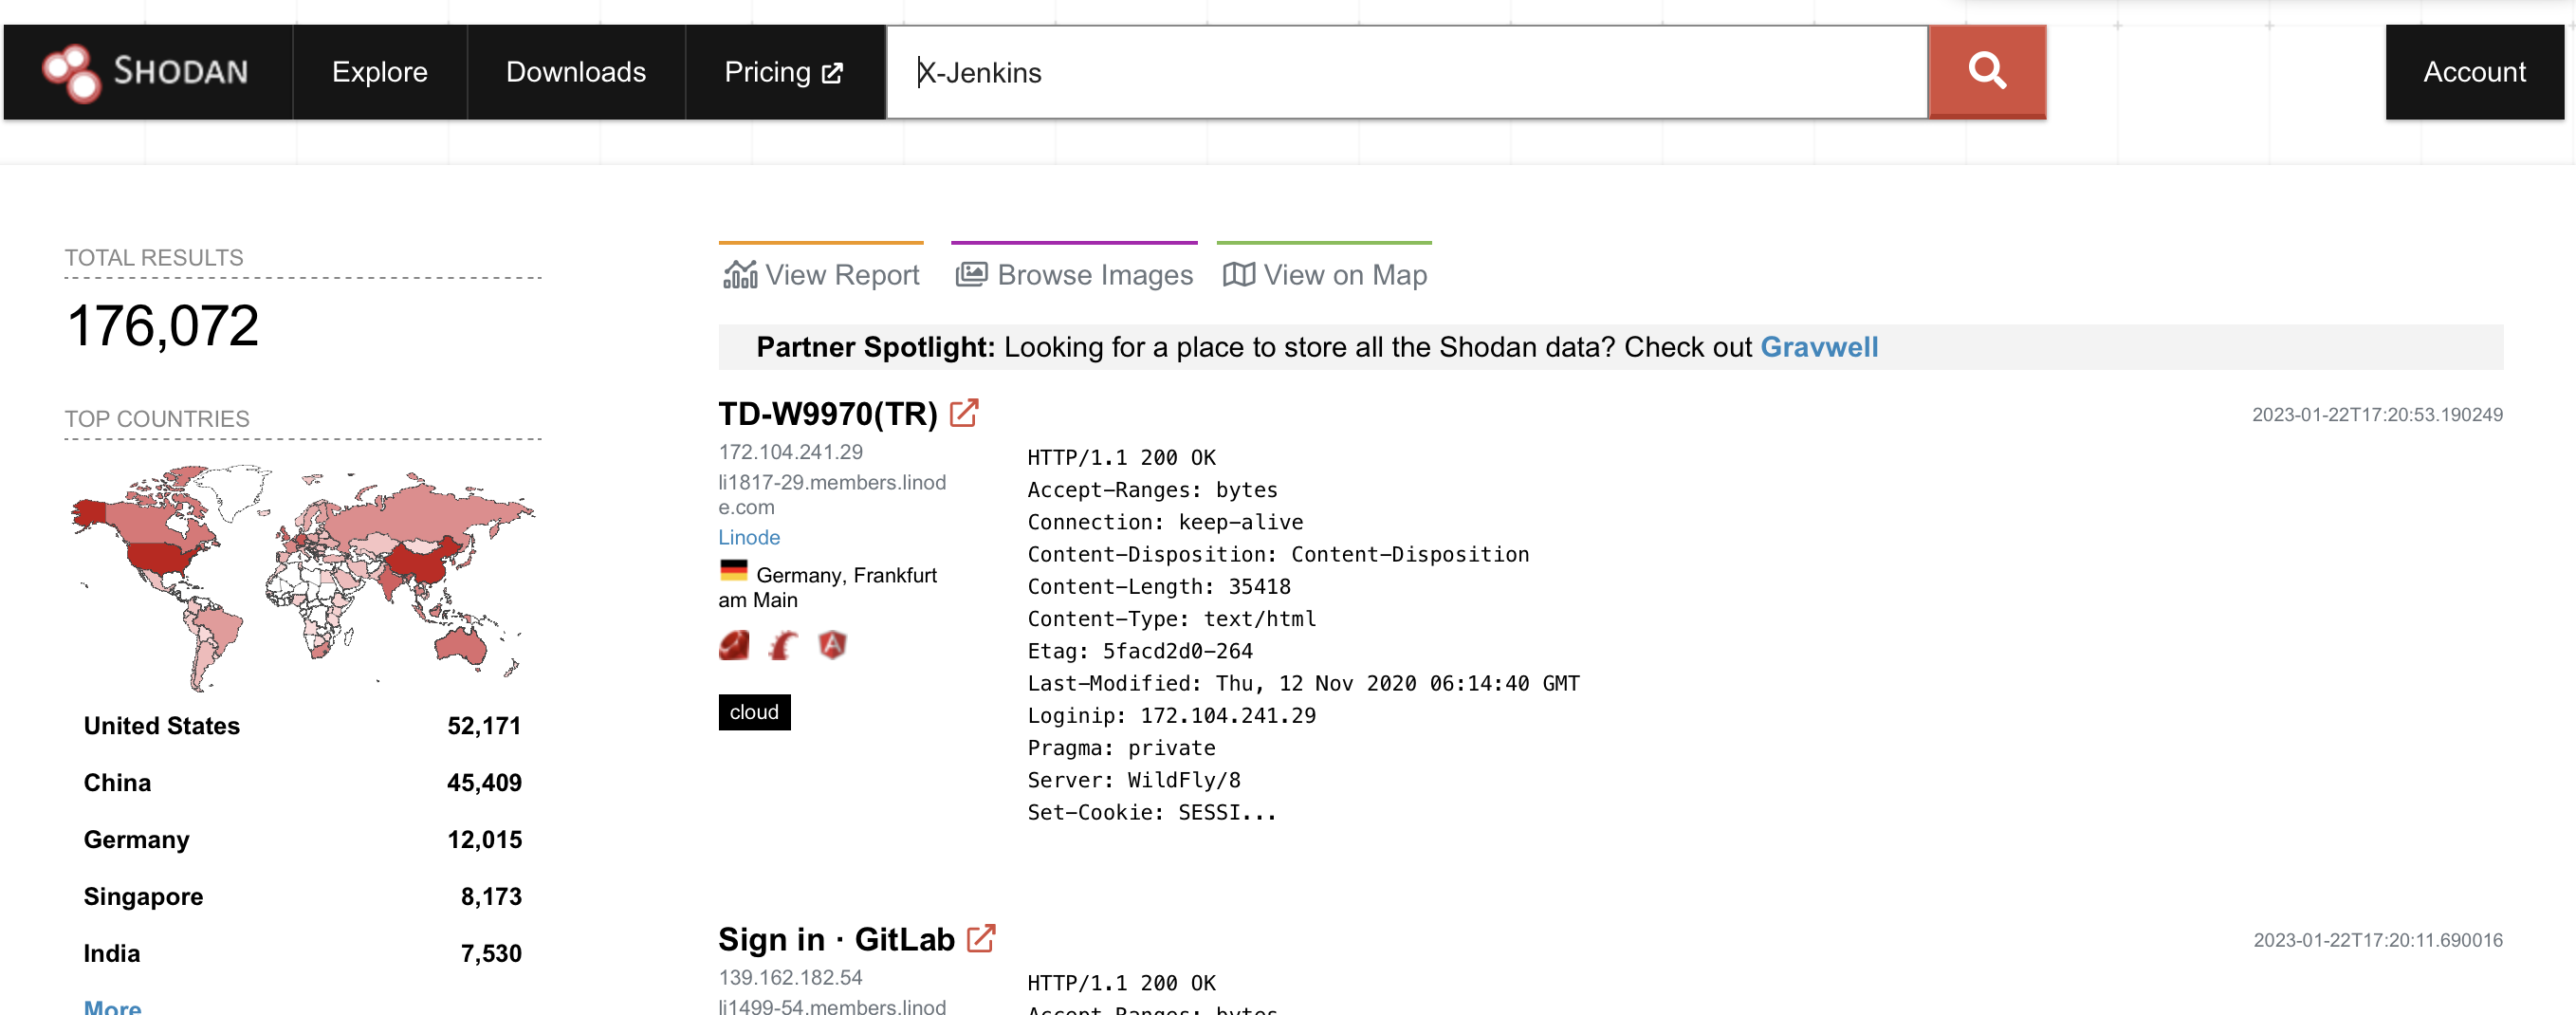 SHODAN Explore Downloads Pricing X-Jenkins Account
TOTAL RESULTS
176,072
TOP COUNTRIES
United States 52,171
China 45,409
Germany 12,015
Singapore 8,173
India 7,530
More
View Report Browse Images View on Map
Partner Spotlight: Looking for a place to store all the Shodan data? Check out Gravwell
TD-W9970(TR) 2023-01-22T17:20:53.190249
172.104.241.29
li1817-29.members.linod
e.com
Linode
Germany, Frankfurt
am Main
cloud
HTTP/1.1 200 OK
Accept-Ranges: bytes
Connection: keep-alive
Content-Disposition: Content-Disposition
Content-Length: 35418
Content-Type: text/html
Etag: 5facd2d0-264
Last-Modified: Thu, 12 Nov 2020 06:14:40 GMT
Loginip: 172.104.241.29
Pragma: private
Server: WildFly/8
Set-Cookie: SESSI...
Sign in · GitLab 2023-01-22T17:20:11.690016
139.162.182.54
li1499-54.members.linod
HTTP/1.1 200 OK
Accept-Ranges: bytes